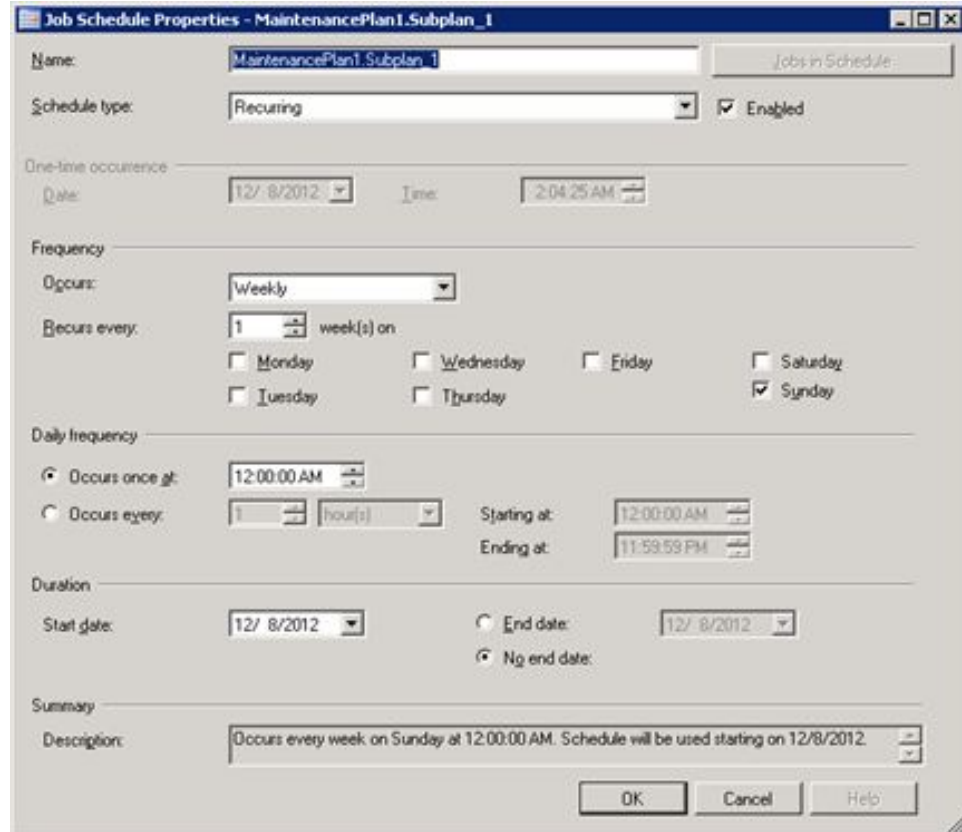 Job Schedule Properties - MaintenancePlan1.Subplan_1
Name: MaintenancePlan1.Subplan_1 Jobs in Schedule
Schedule type: Recurring Enabled
One-time occurrence
Date: 12/ 8/2012 Time: 2:04:25 AM
Frequency
Occurs: Weekly
Recurs every: 1 week(s) on
Monday Wednesday Friday Saturday
Tuesday Thursday Sunday
Daily frequency
Occurs once at: 12:00:00 AM
Occurs every: 1 hour(s) Starting at: 12:00:00 AM
Ending at: 11:59:59 PM
Duration
Start date: 12/ 8/2012 End date: 12/ 8/2012
No end date:
Summary
Description: Occurs every week on Sunday at 12:00:00 AM. Schedule will be used starting on 12/8/2012.
OK Cancel Help